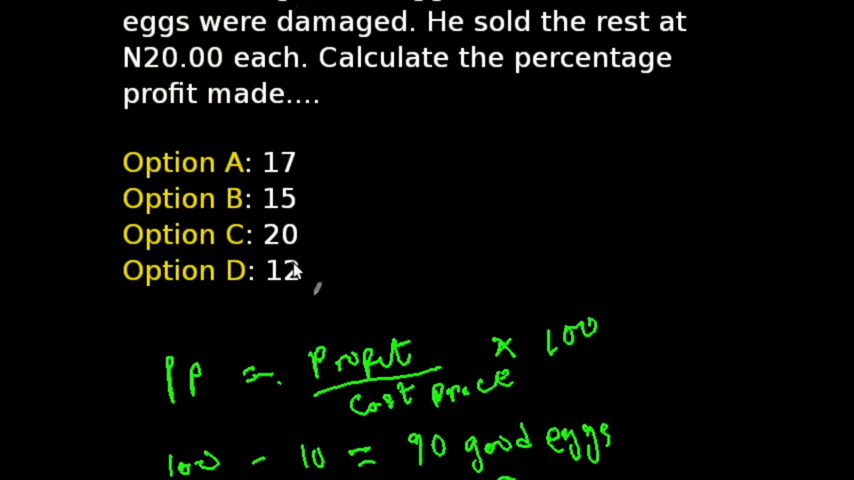 eggs were damaged. He sold the rest at
N20.00 each. Calculate the percentage
profit made....
Option A: 17
Option B: 15
Option C: 20
Option D: 12
PP = Profit / Cost price × 100
100 - 10 = 90 good eggs